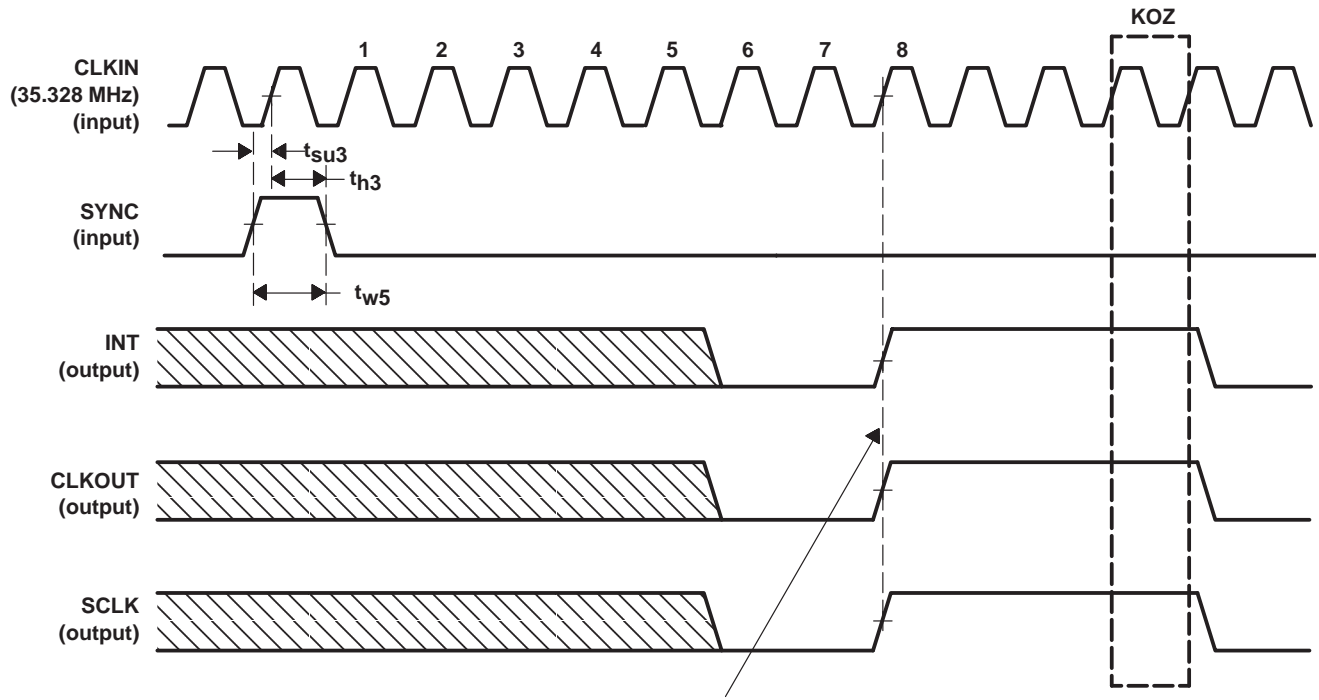 KOZ
1 2 3 4 5 6 7 8
CLKIN
(35.328 MHz)
(input)
tsu3
th3
SYNC
(input)
tw5
INT
(output)
CLKOUT
(output)
SCLK
(output)